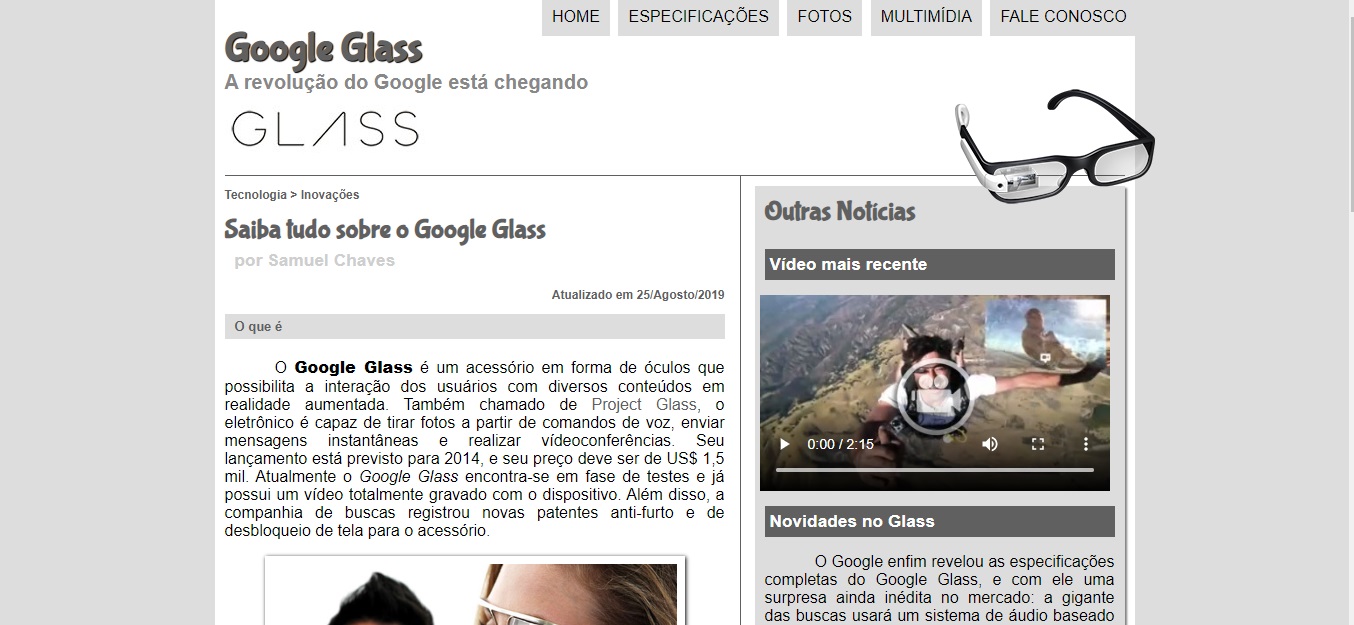 HOME ESPECIFICAÇÕES FOTOS MULTIMÍDIA FALE CONOSCO
Google Glass
A revolução do Google está chegando
GLASS
Tecnologia > Inovações
Saiba tudo sobre o Google Glass
por Samuel Chaves
Atualizado em 25/Agosto/2019
O que é
O Google Glass é um acessório em forma de óculos que
possibilita a interação dos usuários com diversos conteúdos em
realidade aumentada. Também chamado de Project Glass, o
eletrônico é capaz de tirar fotos a partir de comandos de voz, enviar
mensagens instantâneas e realizar vídeoconferências. Seu
lançamento está previsto para 2014, e seu preço deve ser de US$ 1,5
mil. Atualmente o Google Glass encontra-se em fase de testes e já
possui um vídeo totalmente gravado com o dispositivo. Além disso, a
companhia de buscas registrou novas patentes anti-furto e de
desbloqueio de tela para o acessório.
Outras Notícias
Vídeo mais recente
0:00 / 2:15
Novidades no Glass
O Google enfim revelou as especificações
completas do Google Glass, e com ele uma
surpresa ainda inédita no mercado: a gigante
das buscas usará um sistema de áudio baseado